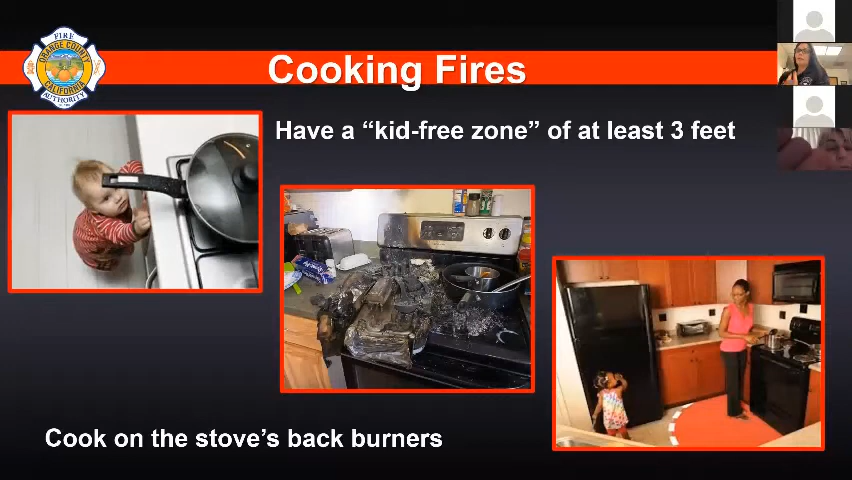 FIRE
ORANGE COUNTY
CALIFORNIA
AUTHORITY
Cooking Fires
Have a “kid-free zone” of at least 3 feet
Cook on the stove’s back burners